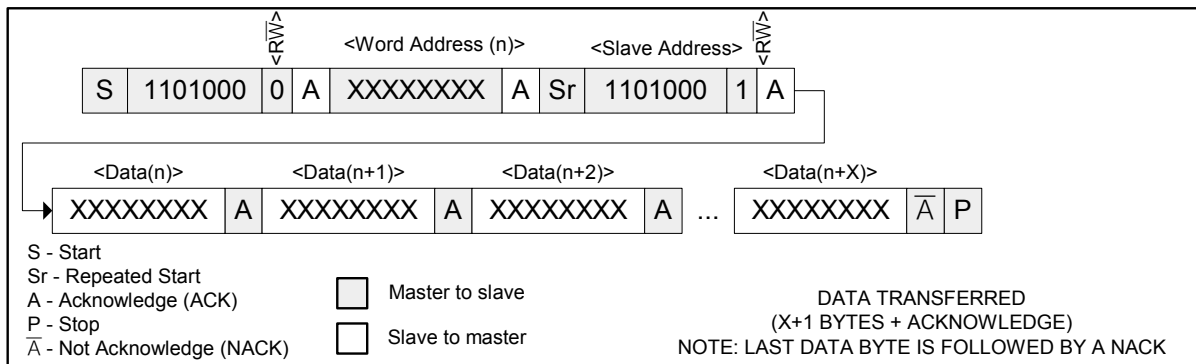 <RW̅> <Word Address (n)> <Slave Address> <RW̅>
S 1101000 0 A XXXXXXXX A Sr 1101000 1 A
<Data(n)> <Data(n+1)> <Data(n+2)> <Data(n+X)>
XXXXXXXX A XXXXXXXX A XXXXXXXX A ... XXXXXXXX A̅ P
S - Start
Sr - Repeated Start
A - Acknowledge (ACK)
P - Stop
A̅ - Not Acknowledge (NACK)
Master to slave
Slave to master
DATA TRANSFERRED
(X+1 BYTES + ACKNOWLEDGE)
NOTE: LAST DATA BYTE IS FOLLOWED BY A NACK